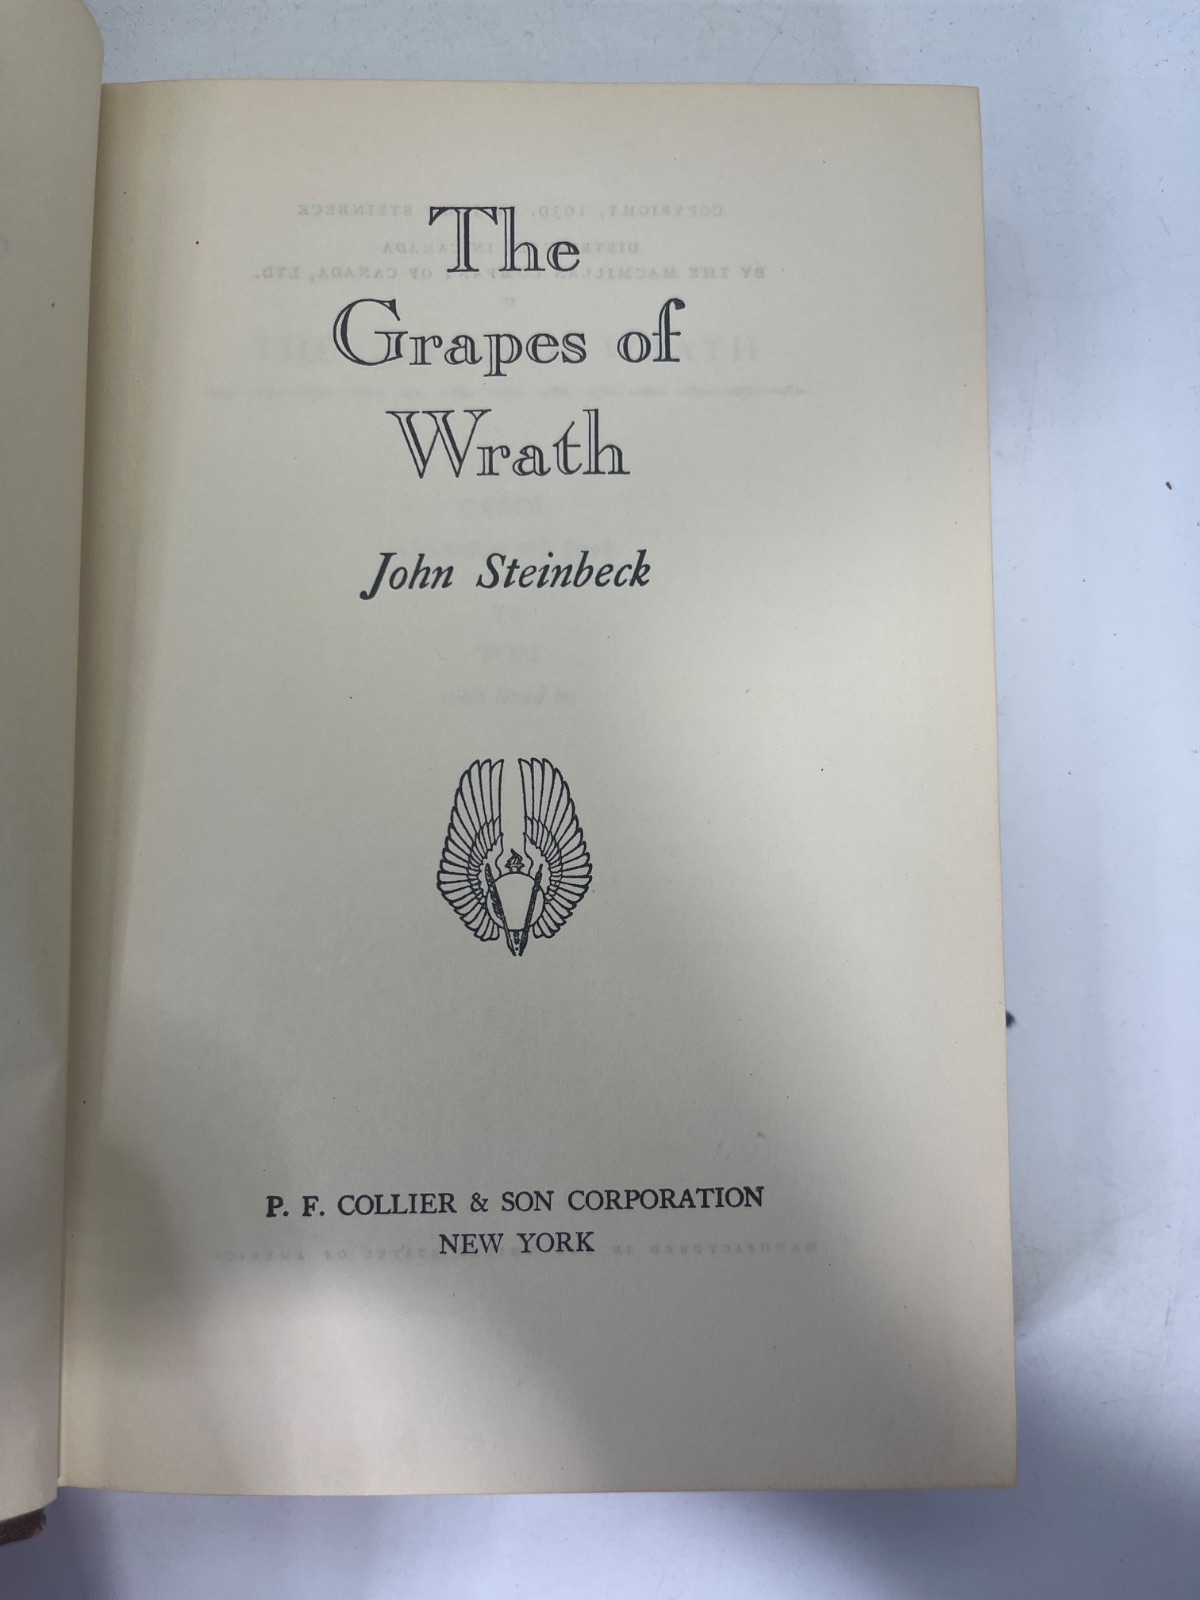 The
Grapes of
Wrath
John Steinbeck
P. F. COLLIER & SON CORPORATION
NEW YORK